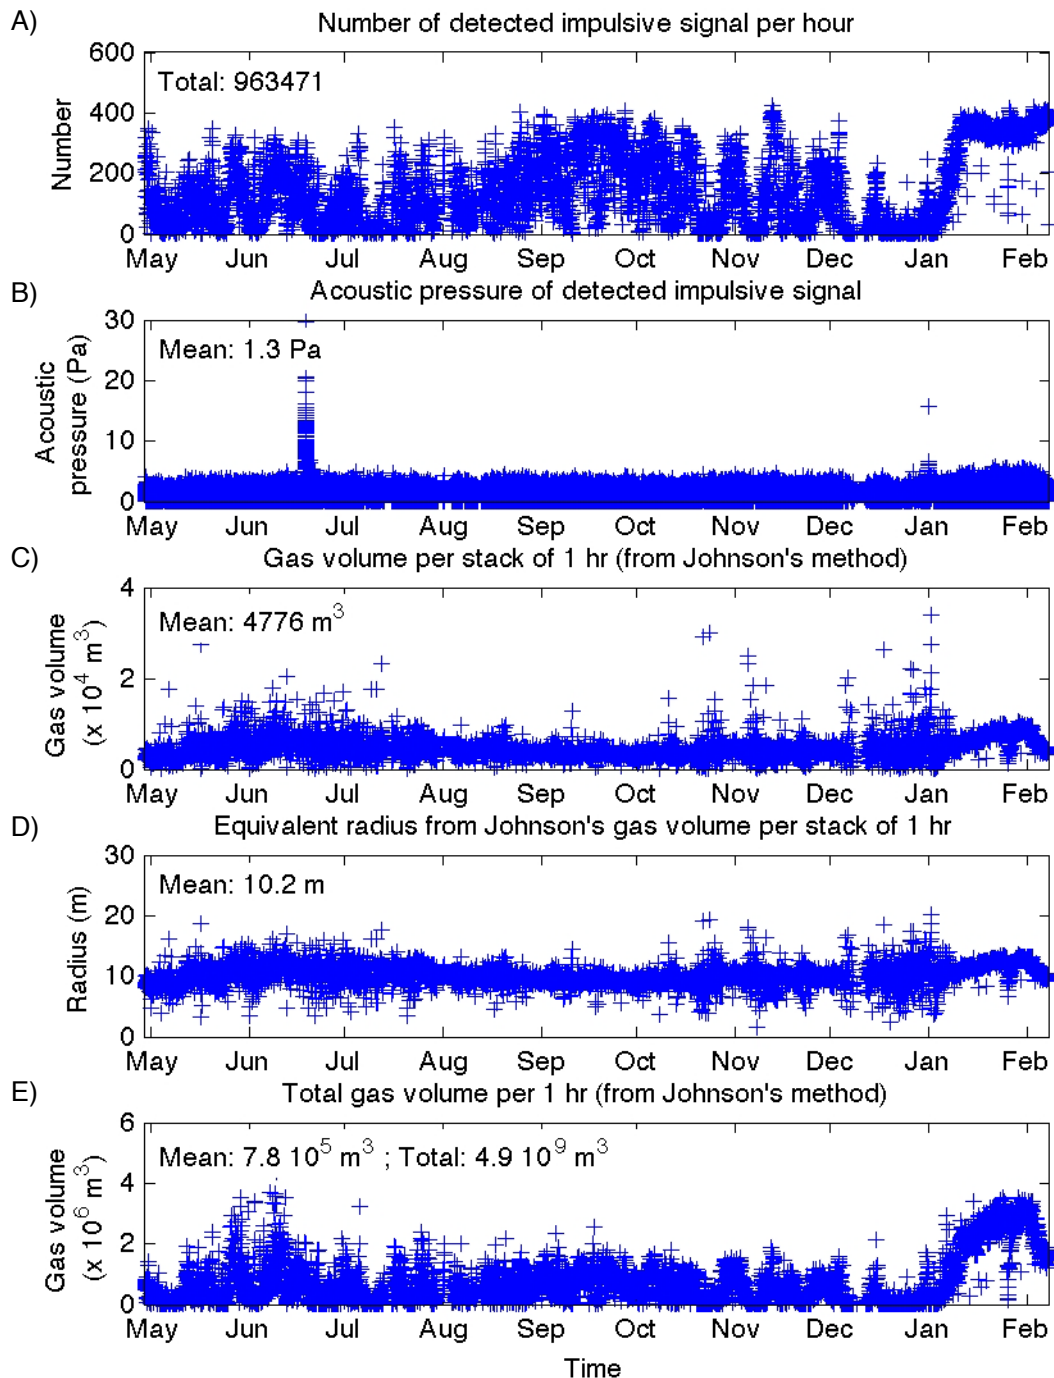 A)
Number of detected impulsive signal per hour
600
Total: 963471
400
Number
200
0
May Jun Jul Aug Sep Oct Nov Dec Jan Feb
B)
Acoustic pressure of detected impulsive signal
30
Mean: 1.3 Pa
20
Acoustic
pressure (Pa)
10
0
May Jun Jul Aug Sep Oct Nov Dec Jan Feb
C)
Gas volume per stack of 1 hr (from Johnson's method)
4
Mean: 4776 m³
Gas volume
(x 10⁴ m³)
2
0
May Jun Jul Aug Sep Oct Nov Dec Jan Feb
D)
Equivalent radius from Johnson's gas volume per stack of 1 hr
30
Mean: 10.2 m
20
Radius (m)
10
0
May Jun Jul Aug Sep Oct Nov Dec Jan Feb
E)
Total gas volume per 1 hr (from Johnson's method)
6
Mean: 7.8 10⁵ m³ ; Total: 4.9 10⁹ m³
4
Gas volume
(x 10⁶ m³)
2
0
May Jun Jul Aug Sep Oct Nov Dec Jan Feb
Time